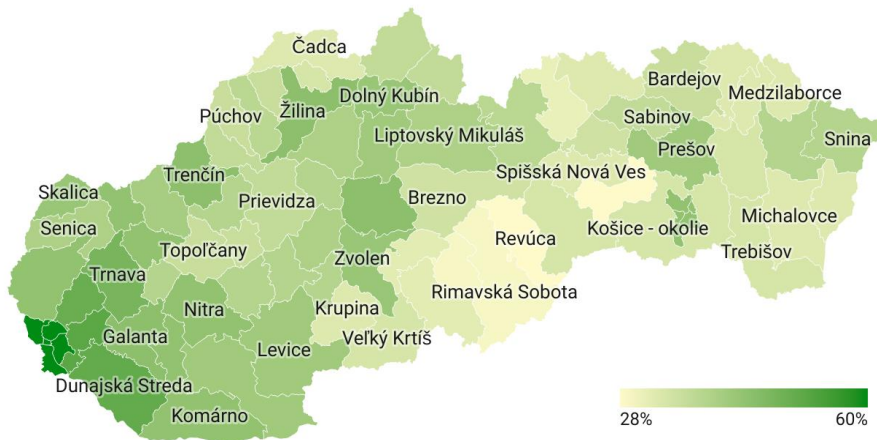 Čadca
Bardejov
Medzilaborce
Dolný Kubín
Žilina
Púchov
Sabinov
Liptovský Mikuláš
Snina
Prešov
Trenčín
Spišská Nová Ves
Skalica
Prievidza
Brezno
Michalovce
Senica
Košice - okolie
Revúca
Topoľčany
Trebišov
Zvolen
Trnava
Rimavská Sobota
Krupina
Nitra
Galanta
Veľký Krtíš
Levice
Dunajská Streda
Komárno
28%
60%